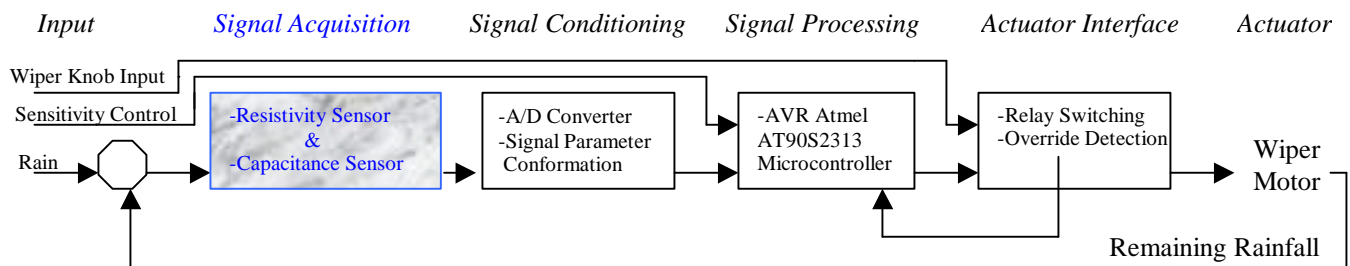 Input Signal Acquisition Signal Conditioning Signal Processing Actuator Interface Actuator
Wiper Knob Input
Sensitivity Control
Rain
-Resistivity Sensor
&
-Capacitance Sensor
-A/D Converter
-Signal Parameter
Conformation
-AVR Atmel
AT90S2313
Microcontroller
-Relay Switching
-Override Detection
Wiper
Motor
Remaining Rainfall